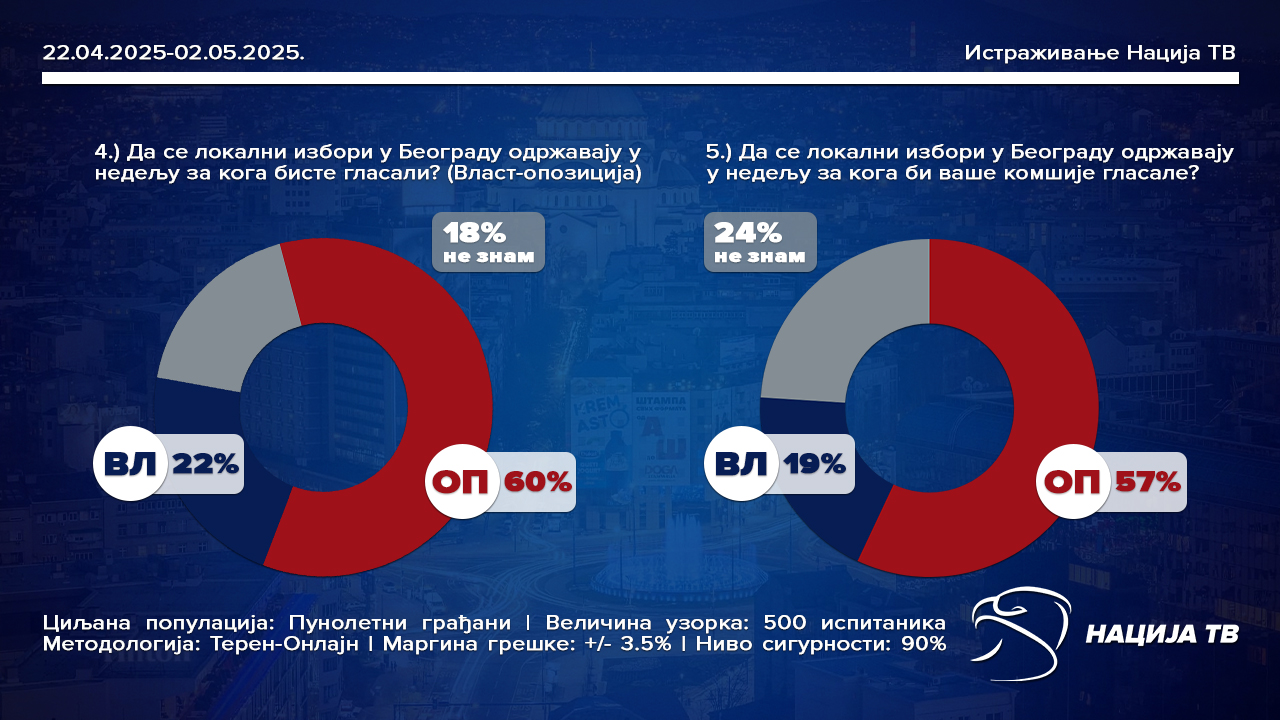 22.04.2025-02.05.2025.
Истраживање Нација ТВ
4.) Да се локални избори у Београду одржавају у
недељу за кога бисте гласали? (Власт-опозиција)
18%
не знам
ВЛ 22%
ОП 60%
5.) Да се локални избори у Београду одржавају
у недељу за кога би ваше комшије гласале?
24%
не знам
ВЛ 19%
ОП 57%
KREM
ШТАМПА
Циљана популација: Пунолетни грађани | Величина узорка: 500 испитаника
Методологија: Терен-Онлајн | Маргина грешке: +/- 3.5% | Ниво сигурности: 90%
НАЦИЈА ТВ